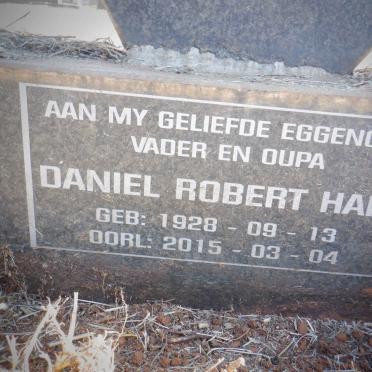 AAN MY GELIEFDE EGGENO
VADER EN OUPA
DANIEL ROBERT HA
GEB: 1928 - 09 - 13
OORL: 2015 - 03 - 04